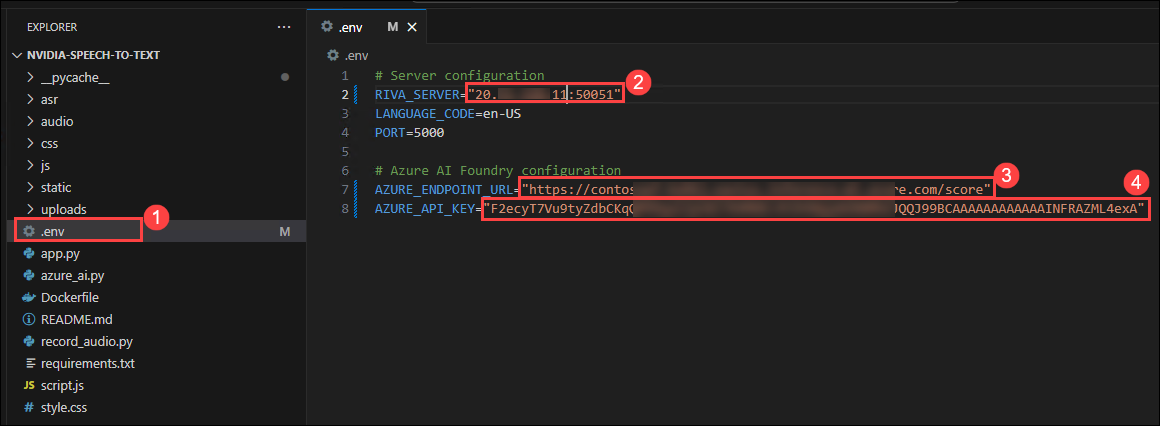 EXPLORER ···
NVIDIA-SPEECH-TO-TEXT
__pycache__
asr
audio
css
js
static
uploads
1
.env M
app.py
azure_ai.py
Dockerfile
README.md
record_audio.py
requirements.txt
JS script.js
# style.css
.env M
.env
1 # Server configuration
2
2 RIVA_SERVER="20. 11:50051"
3 LANGUAGE_CODE=en-US
4 PORT=5000
5
6 # Azure AI Foundry configuration
3
7 AZURE_ENDPOINT_URL="https://contos re.com/score"
4
8 AZURE_API_KEY="F2ecyT7Vu9tyZdbCKq JQQJ99BCAAAAAAAAAAAAINFRAZML4exA"